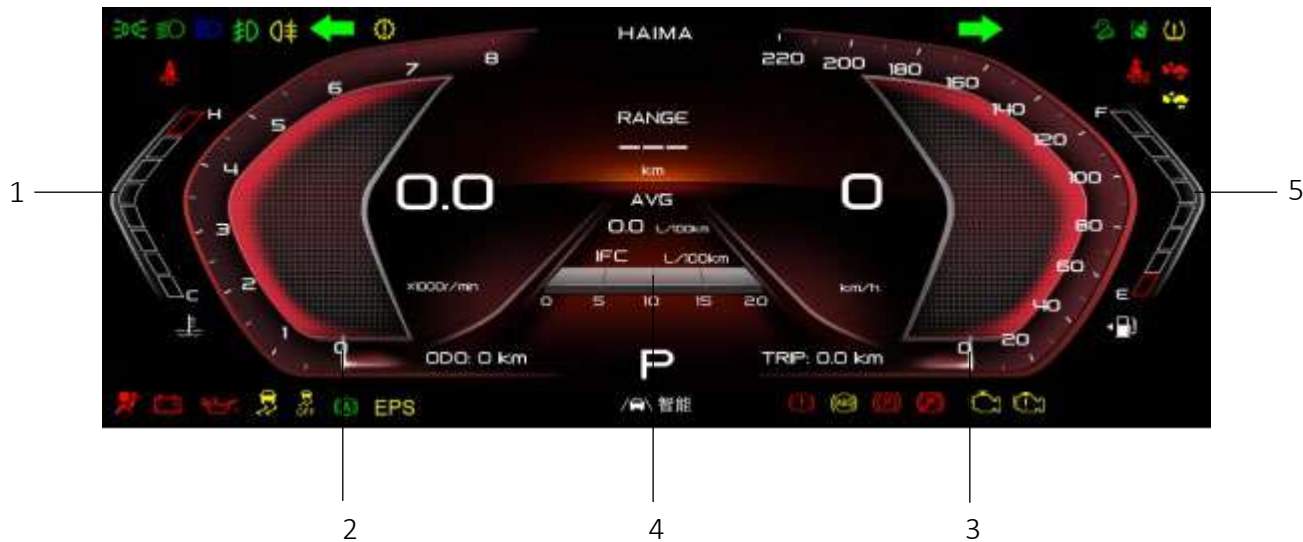 HAIMA
8 220 200
7 180
6 160
H 5 140 F
120
4 RANGE
--- 100
1 km 5
0.0 AVG 0
0.0 L/100km
3 80
IFC L/100km
2 x1000r/min 60 km/h
C 0 5 10 15 20 40 E
1 0 20 0
ODO: 0 km P TRIP: 0.0 km
EPS OFF (A) 智能 (ABS) (P)
2 4 3